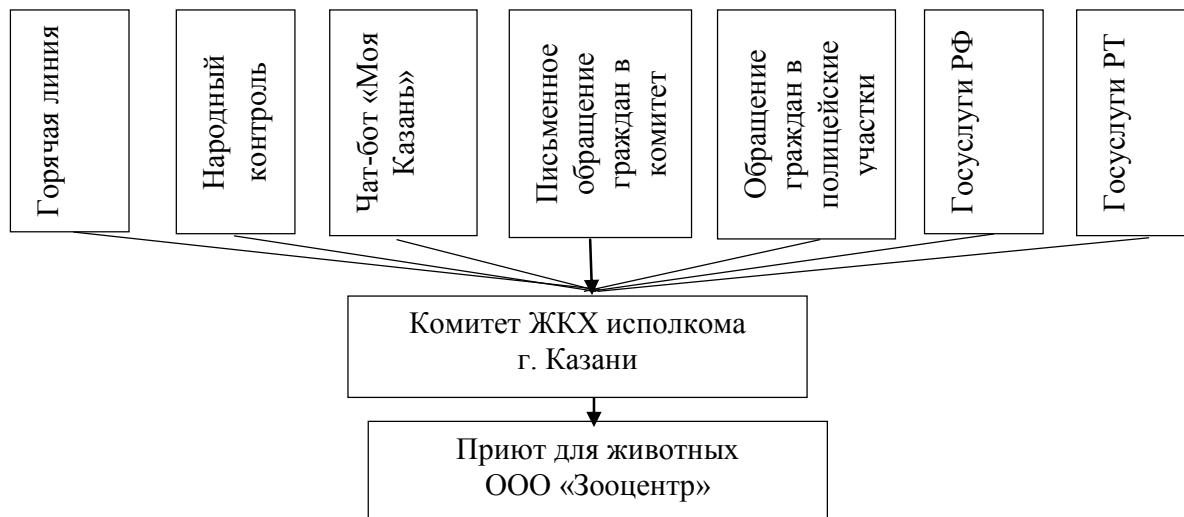 Горячая линия
Народный
контроль
Чат-бот «Моя
Казань»
Письменное
обращение
граждан в
комитет
Обращение
граждан в
полицейские
участки
Госуслуги РФ
Госуслуги РТ
Комитет ЖКХ исполкома
г. Казани
Приют для животных
ООО «Зооцентр»